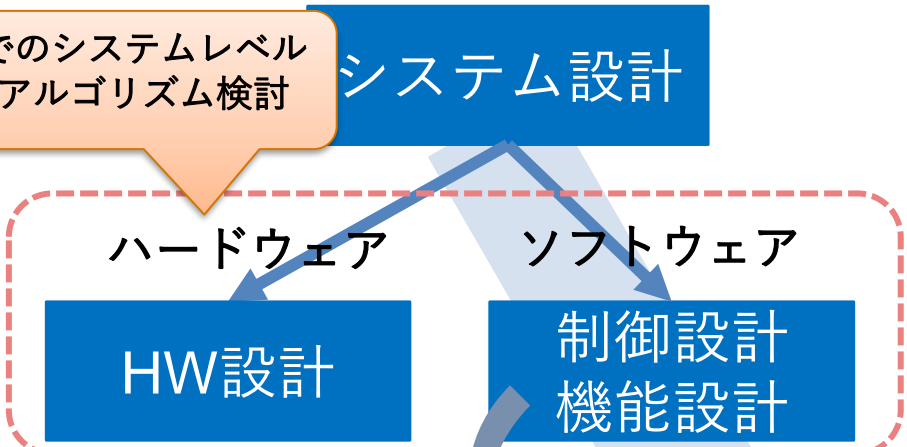 でのシステムレベル
アルゴリズム検討
システム設計
ハードウェア
ソフトウェア
HW設計
制御設計
機能設計